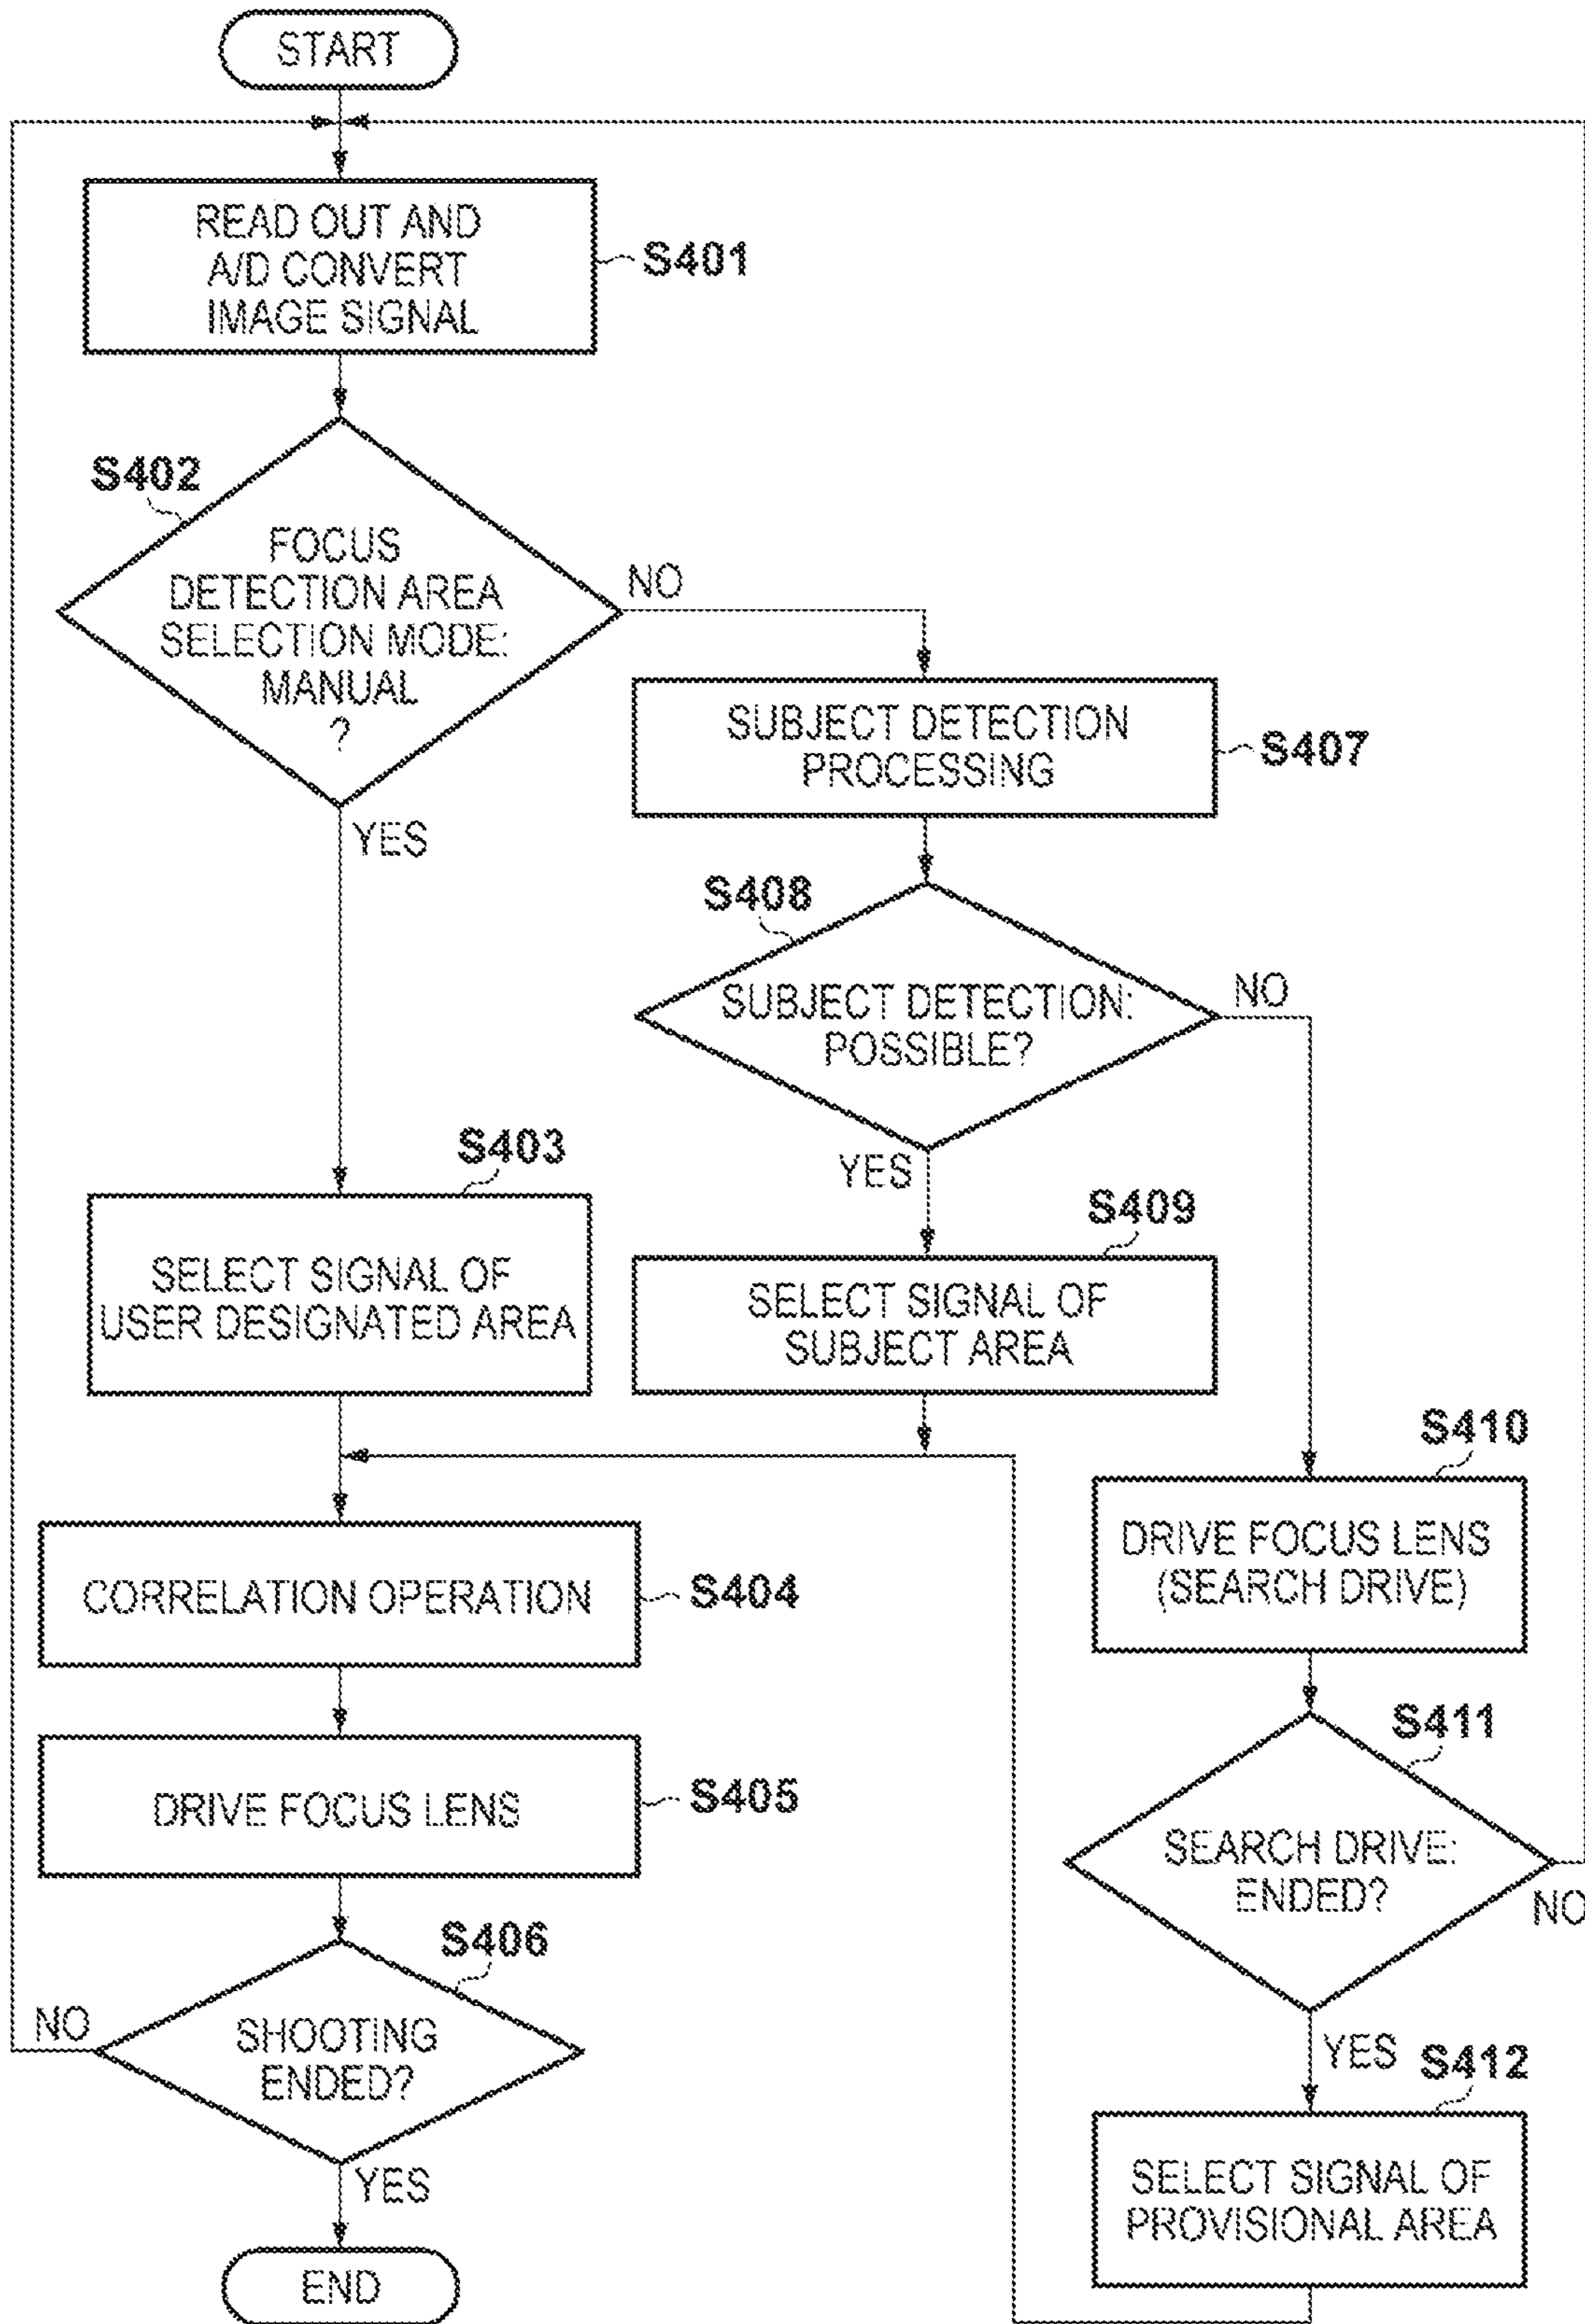 START
READ OUT AND
A/D CONVERT
IMAGE SIGNAL
S401
S402
FOCUS
DETECTION AREA
SELECTION MODE:
MANUAL
?
NO
YES
SUBJECT DETECTION
PROCESSING
S407
S408
SUBJECT DETECTION:
POSSIBLE?
NO
YES
S403
SELECT SIGNAL OF
USER DESIGNATED AREA
S409
SELECT SIGNAL OF
SUBJECT AREA
S410
DRIVE FOCUS LENS
(SEARCH DRIVE)
CORRELATION OPERATION
S404
S411
SEARCH DRIVE:
ENDED?
NO
YES
DRIVE FOCUS LENS
S405
S406
SHOOTING
ENDED?
NO
YES
S412
SELECT SIGNAL OF
PROVISIONAL AREA
END